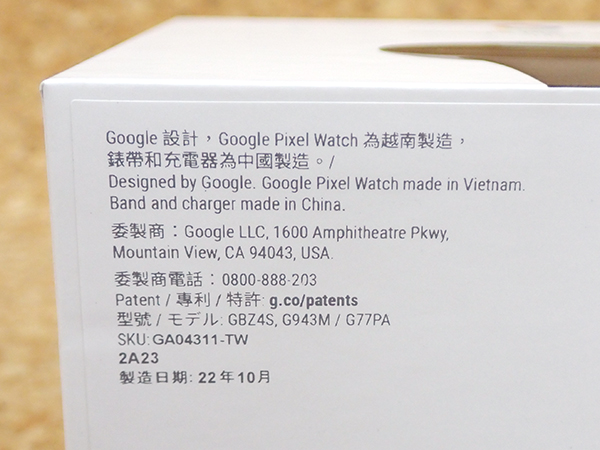 Google 設計，Google Pixel Watch 為越南製造，
錶帶和充電器為中國製造。/
Designed by Google. Google Pixel Watch made in Vietnam.
Band and charger made in China.
委製商：Google LLC, 1600 Amphitheatre Pkwy,
Mountain View, CA 94043, USA.
委製商電話：0800-888-203
Patent / 專利 / 特許: g.co/patents
型號 / モデル: GBZ4S, G943M / G77PA
SKU: GA04311-TW
2A23
製造日期: 22 年 10 月